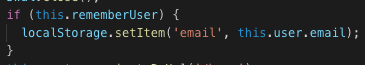 if (this.rememberUser) {
localStorage.setItem('email', this.user.email);
}